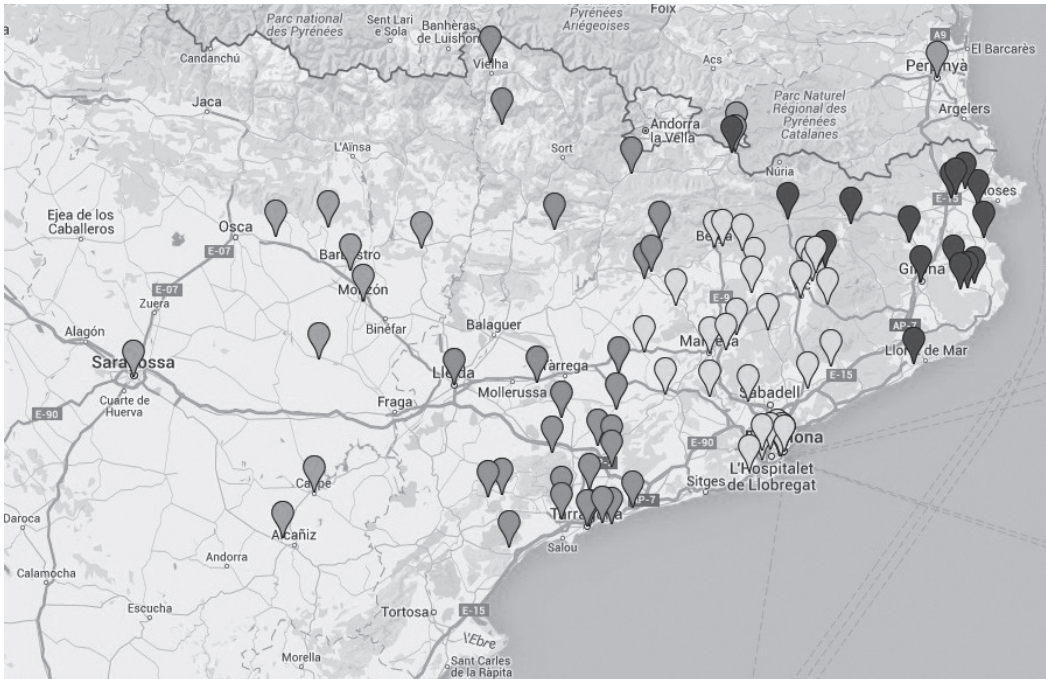 Parc national
des Pyrénées
Sent Lari
e Sola
Banhèras
de Luishon
Pyrénées
Ariégeoises
Foix
A9
El Barcarès
Candanchú
Vielha
Acs
Perpinyà
Jaca
Parc Naturel
Régional des
Pyrénées
Catalanes
Argelers
Andorra
la Vella
L'Aïnsa
Sort
Núria
Roses
E-15
Ejea de los
Caballeros
Osca
E-07
Barbastro
Berga
Girona
Monzón
E-07
Zuera
E-9
Binéfar
Balaguer
Alagón
Manresa
AP-7
Lloret de Mar
Saragossa
Lleida
Tàrrega
E-15
Cuarte de
Huerva
Mollerussa
Sabadell
Fraga
E-90
E-90
L'Hospitalet
de Llobregat
Caspe
Sitges
AP-7
Tarragona
Daroca
Alcañiz
Salou
Andorra
Calamocha
Escucha
Tortosa
E-15
l'Ebre
Morella
Sant Carles
de la Ràpita